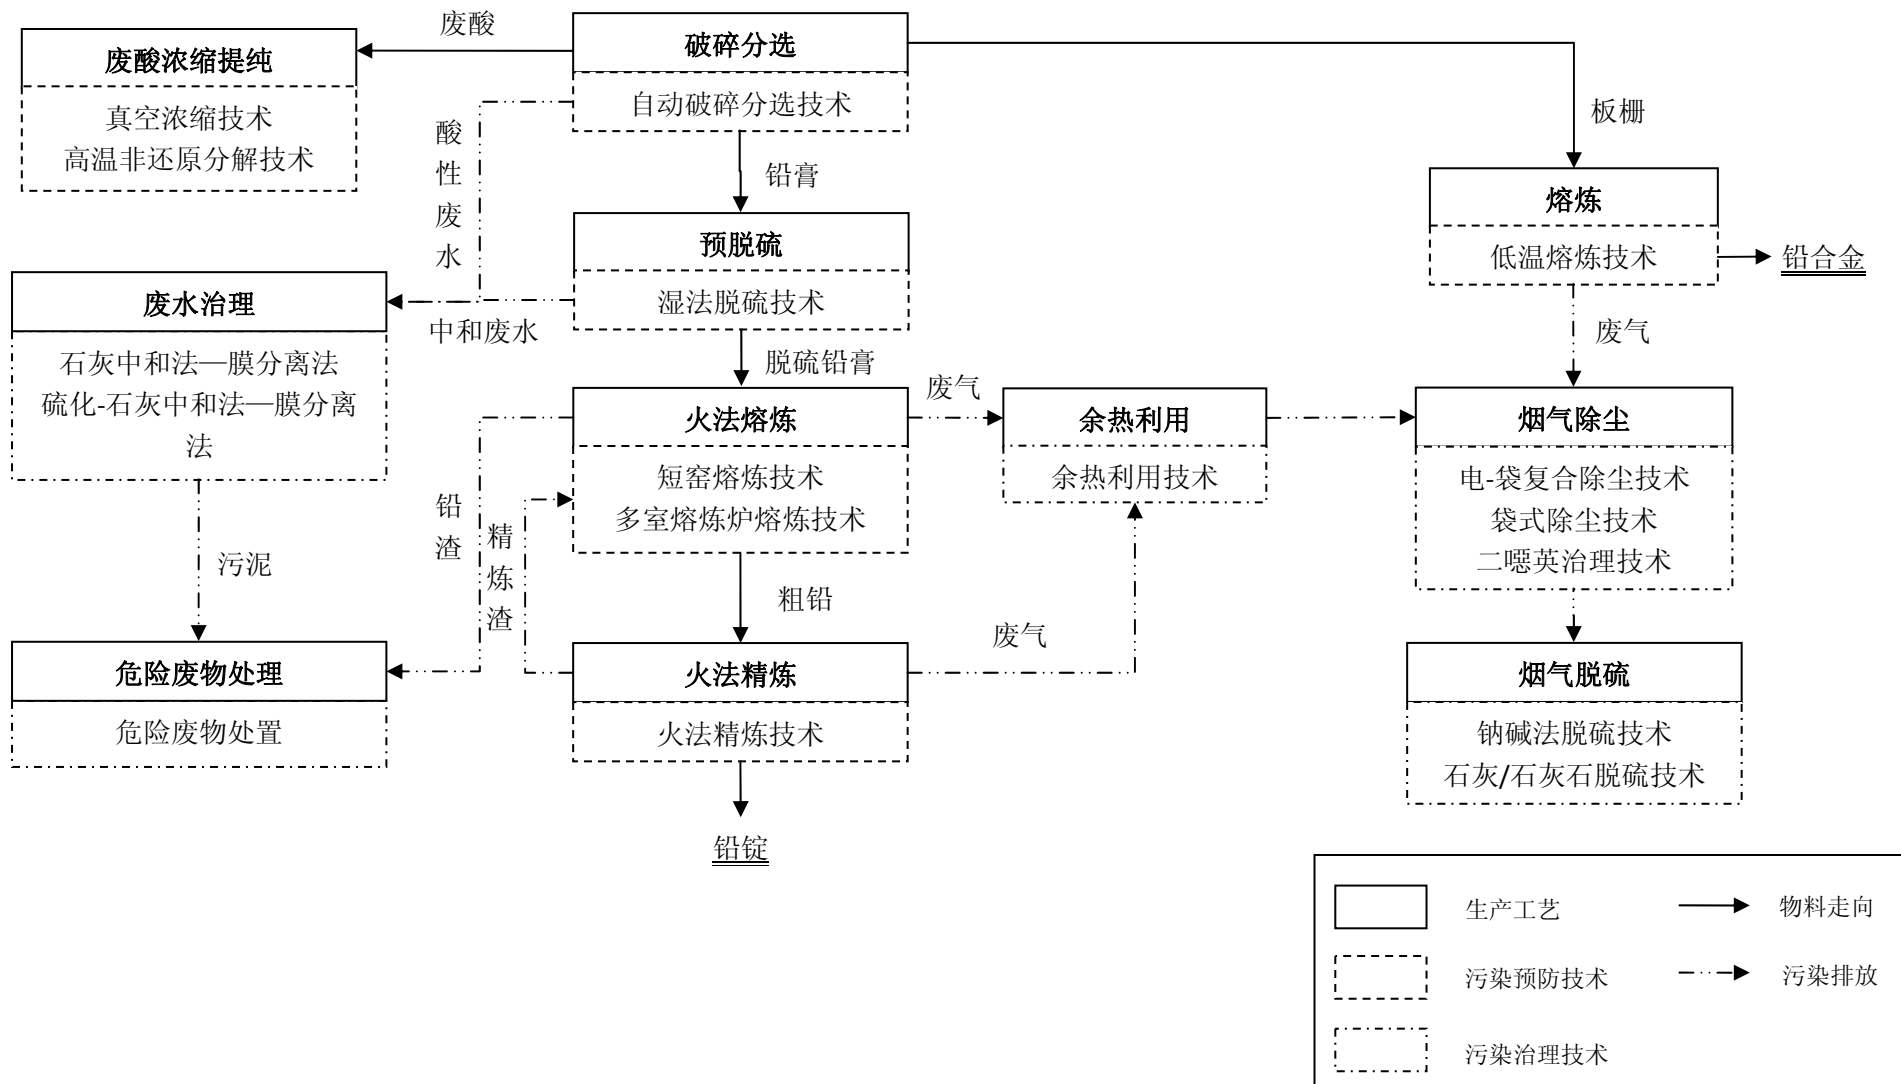 废酸
破碎分选
自动破碎分选技术
废酸浓缩提纯
真空浓缩技术
高温非还原分解技术
酸性废水
铅膏
板栅
预脱硫
湿法脱硫技术
熔炼
低温熔炼技术
铅合金
废水治理
石灰中和法—膜分离法
硫化-石灰中和法—膜分离
法
中和废水
脱硫铅膏
废气
火法熔炼
短窑熔炼技术
多室熔炼炉熔炼技术
废气
余热利用
余热利用技术
烟气除尘
电-袋复合除尘技术
袋式除尘技术
二噁英治理技术
铅渣
精炼渣
污泥
粗铅
废气
危险废物处理
危险废物处置
火法精炼
火法精炼技术
烟气脱硫
钠碱法脱硫技术
石灰/石灰石脱硫技术
铅锭
生产工艺
物料走向
污染预防技术
污染排放
污染治理技术